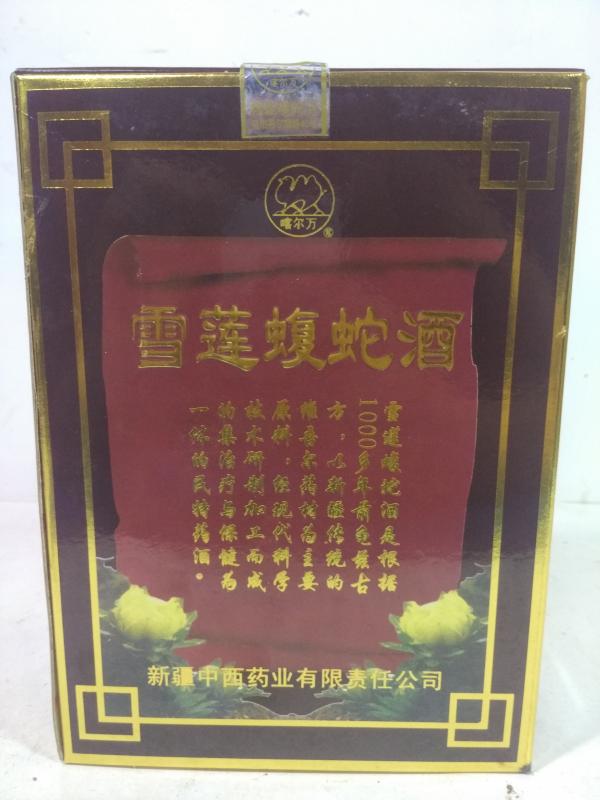 喀尔万
®
雪莲蝮蛇酒
雪莲蝮蛇酒是根据
1000多年前龟兹古
方，以新疆传统的
维吾尔药材为主要
原料；经现代科学
技术研制加工而成
的集治疗与保健为
一体的民特药酒。
新疆中西药业有限责任公司